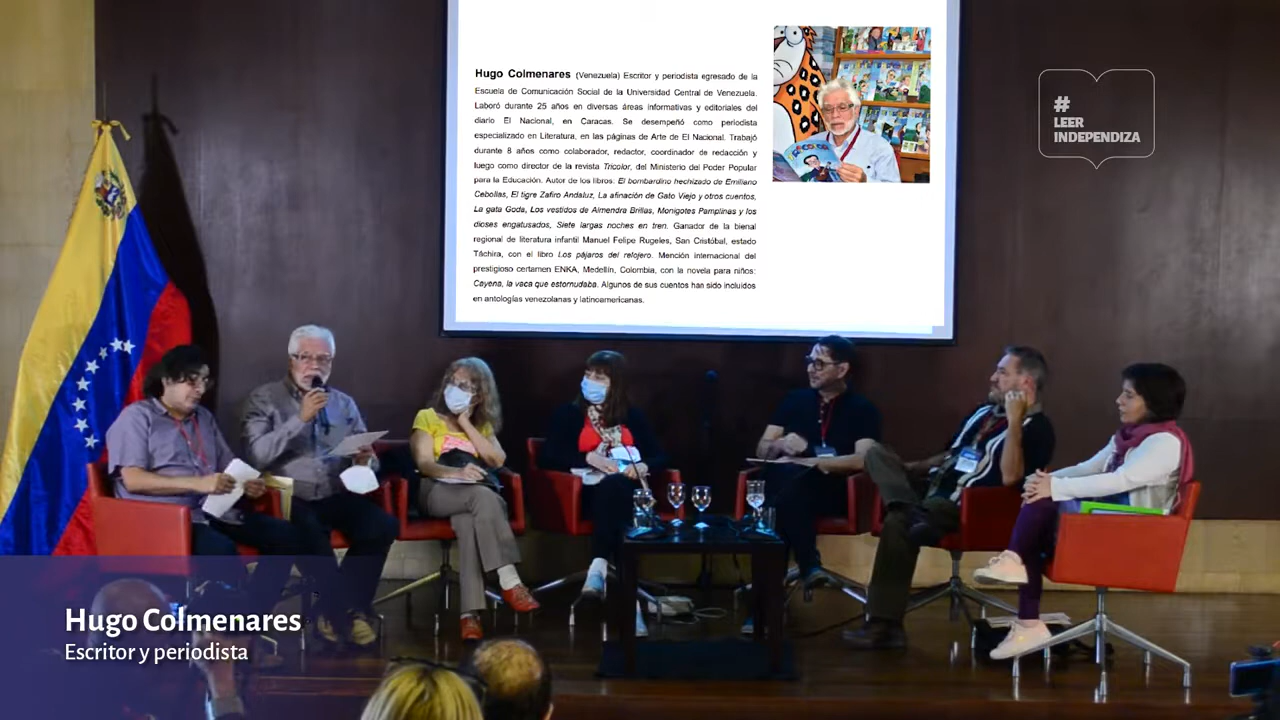 Hugo Colmenares (Venezuela) Escritor y periodista egresado de la
Escuela de Comunicación Social de la Universidad Central de Venezuela.
Laboró durante 25 años en diversas áreas informativas y editoriales del
diario El Nacional, en Caracas. Se desempeñó como periodista
especializado en Literatura, en las páginas de Arte de El Nacional. Trabajó
durante 8 años como colaborador, redactor, coordinador de redacción y
luego como director de la revista Tricolor, del Ministerio del Poder Popular
para la Educación. Autor de los libros: El bombardino hechizado de Emiliano
Cebollas, El tigre Zafiro Andaluz, La afinación de Gato Viejo y otros cuentos,
La gata Goda, Los vestidos de Almendra Brillas, Monigotes Pamplinas y los
dioses engatusados, Siete largas noches en tren. Ganador de la bienal
regional de literatura infantil Manuel Felipe Rugeles, San Cristóbal, estado
Táchira, con el libro Los pájaros del relojero. Mención internacional del
prestigioso certamen ENKA, Medellín, Colombia, con la novela para niños:
Cayena, la vaca que estornudaba. Algunos de sus cuentos han sido incluidos
en antologías venezolanas y latinoamericanas.
#
LEER
INDEPENDIZA
Hugo Colmenares
Escritor y periodista